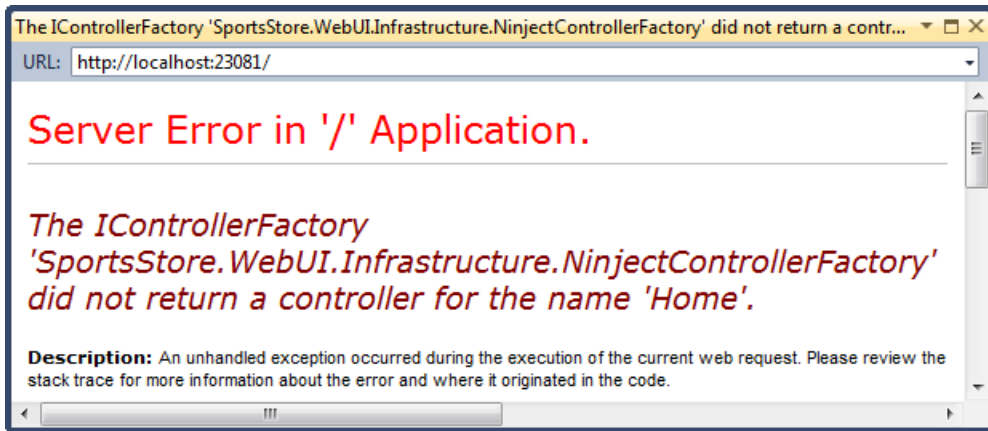 The IControllerFactory 'SportsStore.WebUI.Infrastructure.NinjectControllerFactory' did not return a contr...
URL: http://localhost:23081/
Server Error in '/' Application.
The IControllerFactory
'SportsStore.WebUI.Infrastructure.NinjectControllerFactory'
did not return a controller for the name 'Home'.
Description: An unhandled exception occurred during the execution of the current web request. Please review the
stack trace for more information about the error and where it originated in the code.